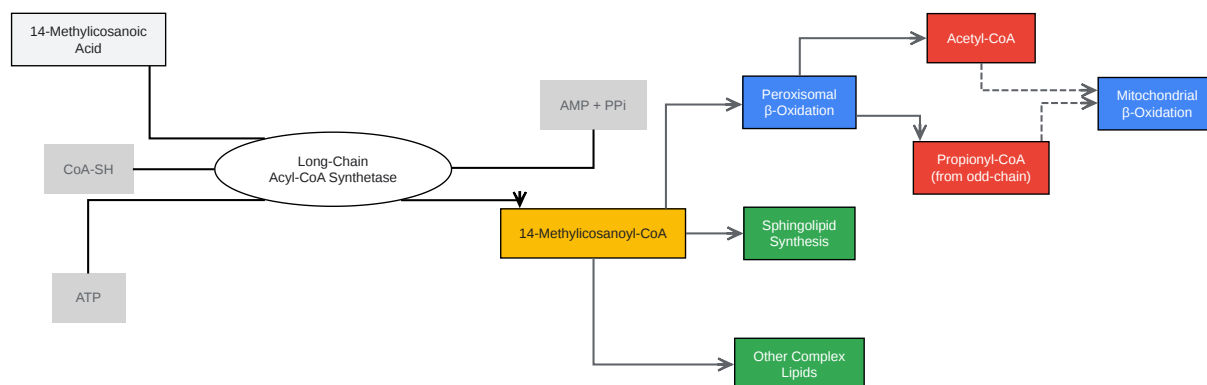 14-Methylicosanoic
Acid
CoA-SH
ATP
Long-Chain
Acyl-CoA Synthetase
AMP + PPi
14-Methylicosanoyl-CoA
Peroxisomal
β-Oxidation
Acetyl-CoA
Propionyl-CoA
(from odd-chain)
Mitochondrial
β-Oxidation
Sphingolipid
Synthesis
Other Complex
Lipids